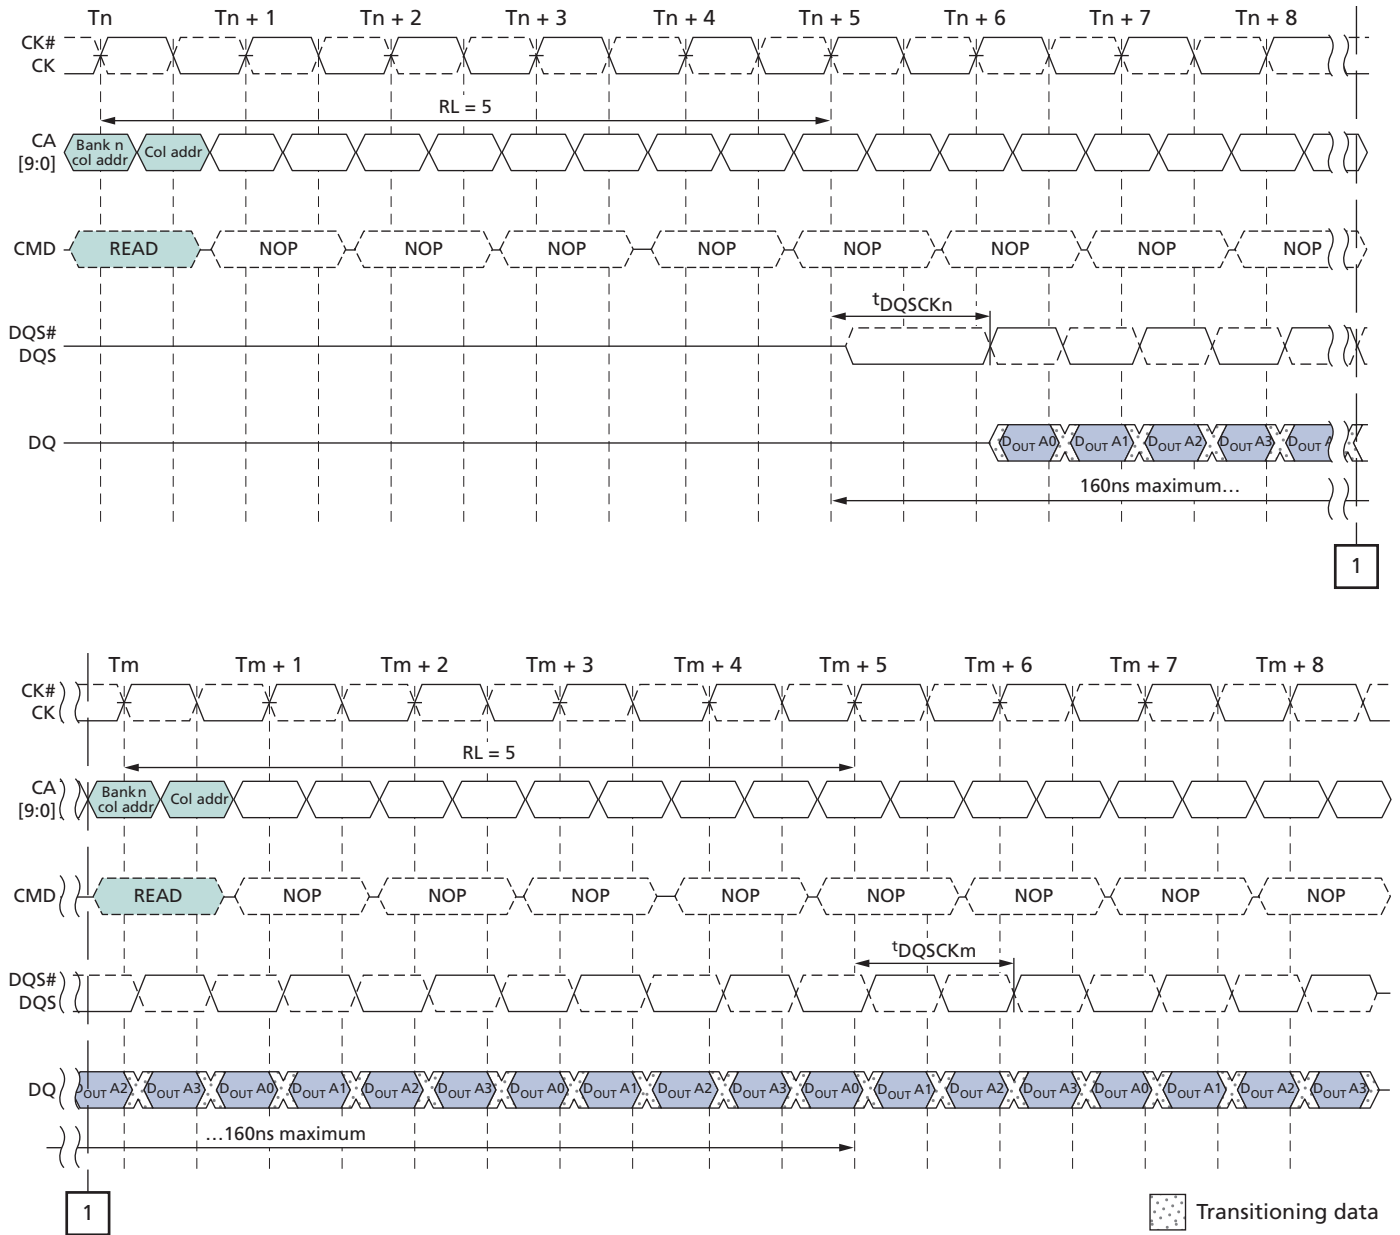 Tn Tn + 1 Tn + 2 Tn + 3 Tn + 4 Tn + 5 Tn + 6 Tn + 7 Tn + 8
CK#
CK
RL = 5
CA
[9:0]
Bank n
col addr
Col addr
CMD READ NOP NOP NOP NOP NOP NOP NOP NOP
tDQSCKn
DQS#
DQS
DQ DOUT A0 DOUT A1 DOUT A2 DOUT A3 DOUT
160ns maximum…
1
Tm Tm + 1 Tm + 2 Tm + 3 Tm + 4 Tm + 5 Tm + 6 Tm + 7 Tm + 8
CK#
CK
RL = 5
CA
[9:0]
Bank n
col addr
Col addr
CMD READ NOP NOP NOP NOP NOP NOP NOP NOP
tDQSCKm
DQS#
DQS
DQ DOUT A2 DOUT A3 DOUT A0 DOUT A1 DOUT A2 DOUT A3 DOUT A0 DOUT A1 DOUT A2 DOUT A3 DOUT A0 DOUT A1 DOUT A2 DOUT A3 DOUT A0 DOUT A1 DOUT A2 DOUT A3
…160ns maximum
1
Transitioning data